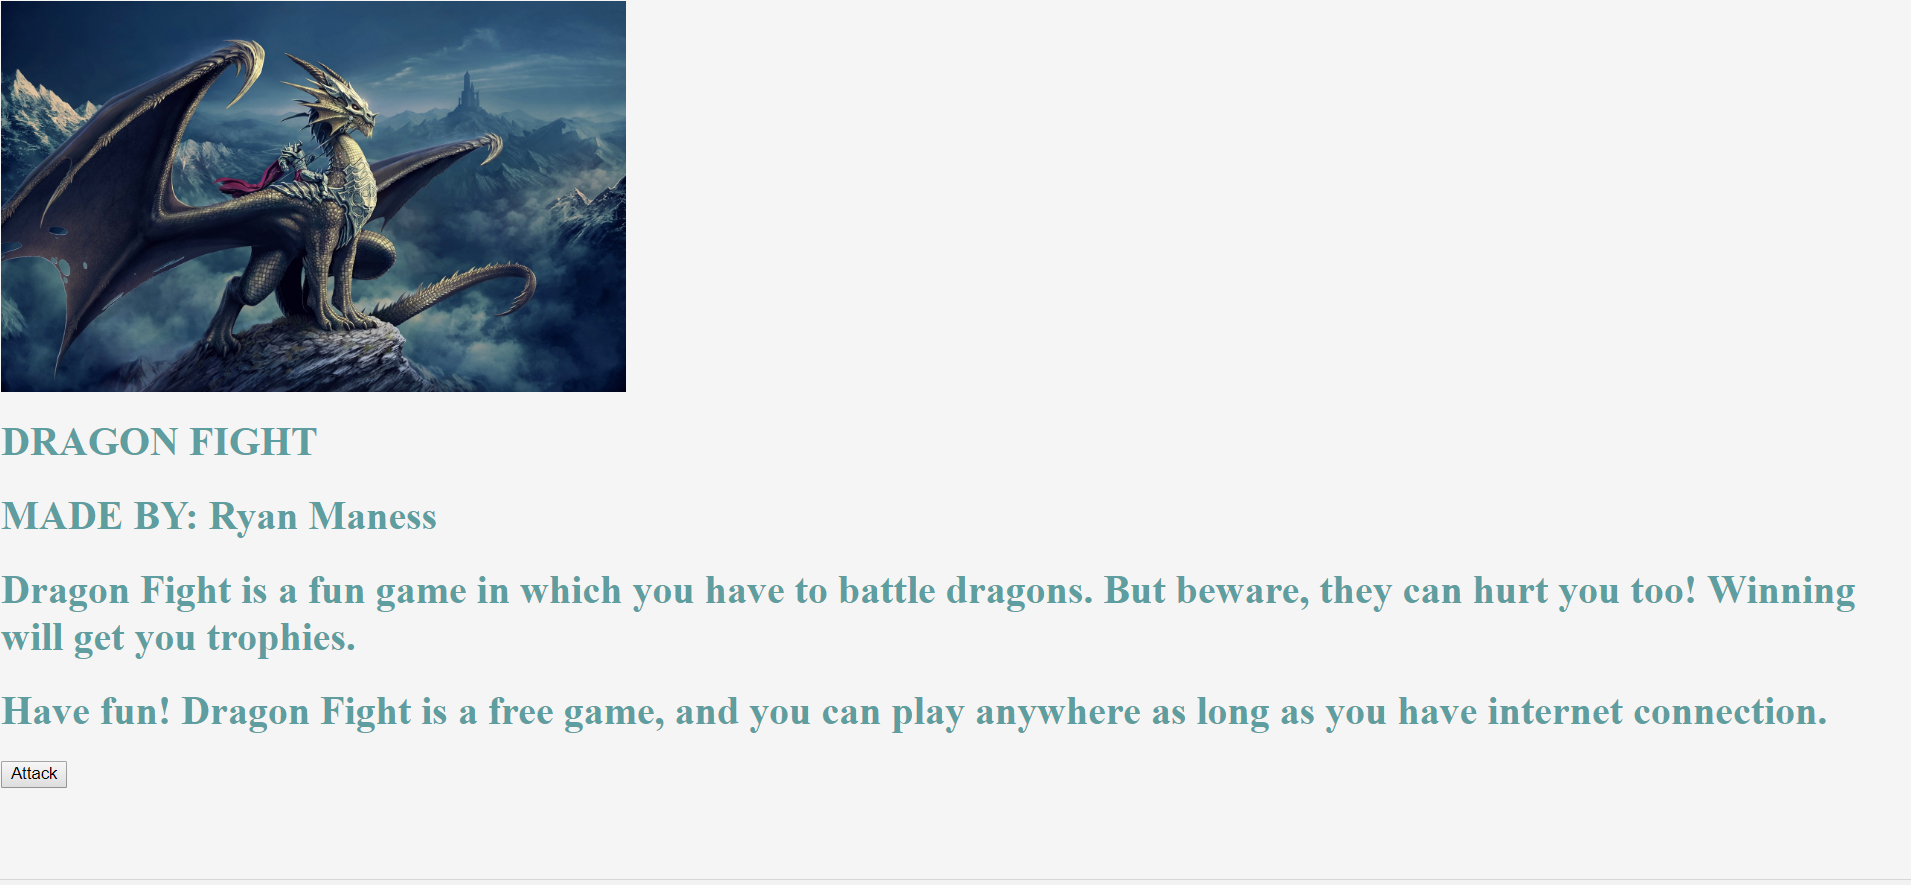 DRAGON FIGHT
MADE BY: Ryan Maness
Dragon Fight is a fun game in which you have to battle dragons. But beware, they can hurt you too! Winning
will get you trophies.
Have fun! Dragon Fight is a free game, and you can play anywhere as long as you have internet connection.
Attack